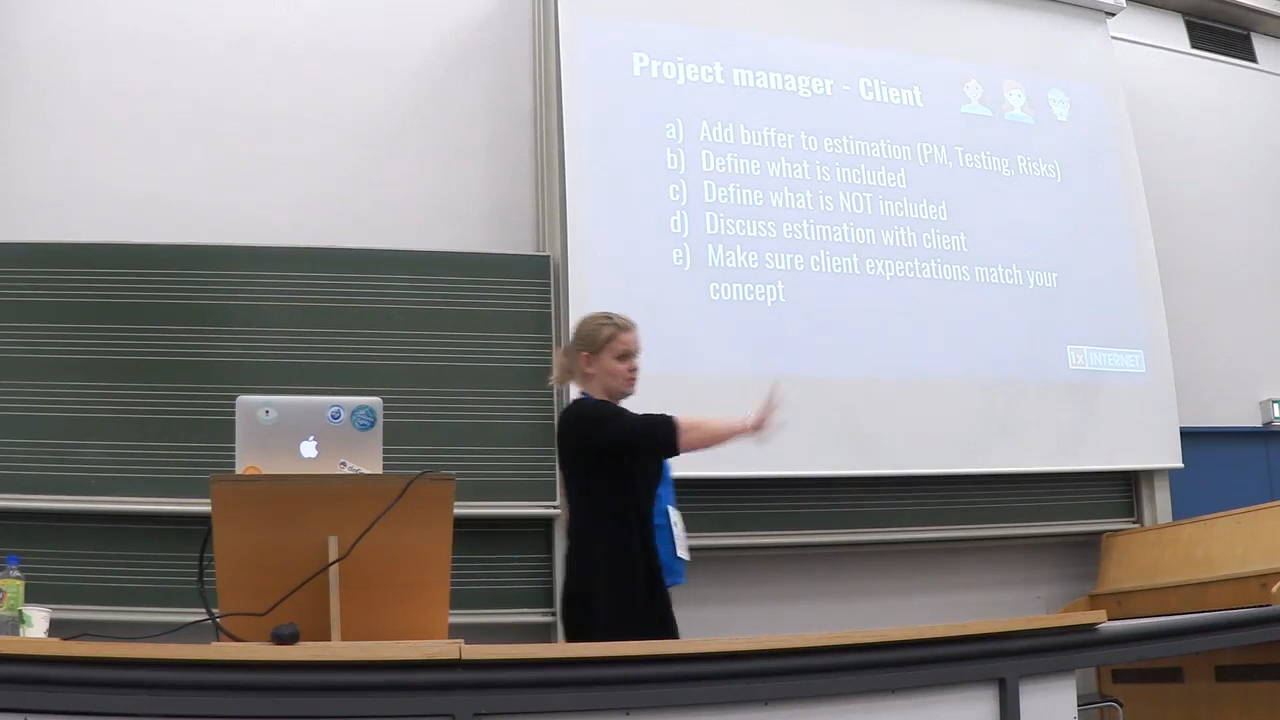 Project manager - Client
a) Add buffer to estimation (PM, Testing, Risks)
b) Define what is included
c) Define what is NOT included
d) Discuss estimation with client
e) Make sure client expectations match your
concept
1x INTERNET